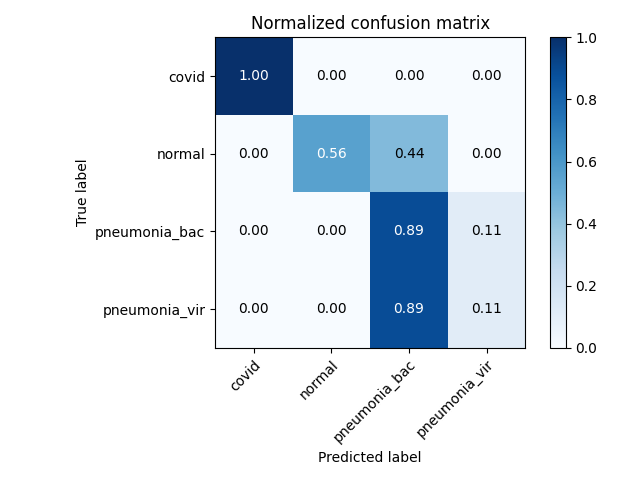 Normalized confusion matrix
True label
covid 1.00 0.00 0.00 0.00
normal 0.00 0.56 0.44 0.00
pneumonia_bac 0.00 0.00 0.89 0.11
pneumonia_vir 0.00 0.00 0.89 0.11
covid normal pneumonia_bac pneumonia_vir
Predicted label
1.0
0.8
0.6
0.4
0.2
0.0